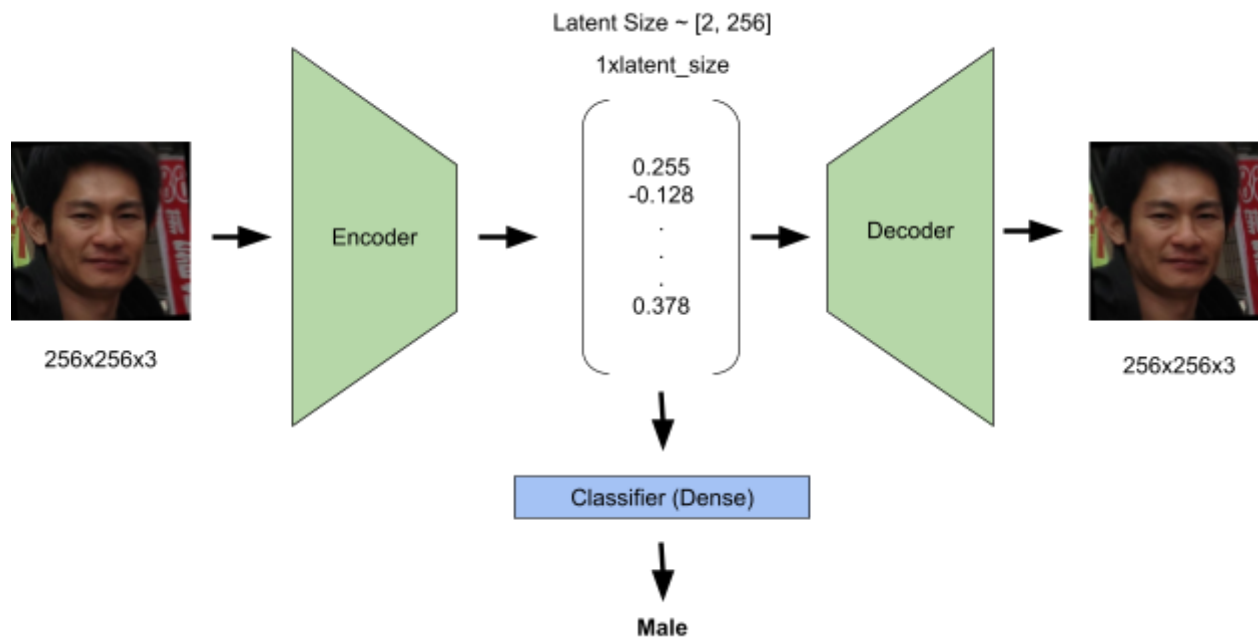 Latent Size ~ [2, 256]
1xlatent_size
0.255
-0.128
.
.
.
0.378
Encoder
Decoder
256x256x3
256x256x3
Classifier (Dense)
Male